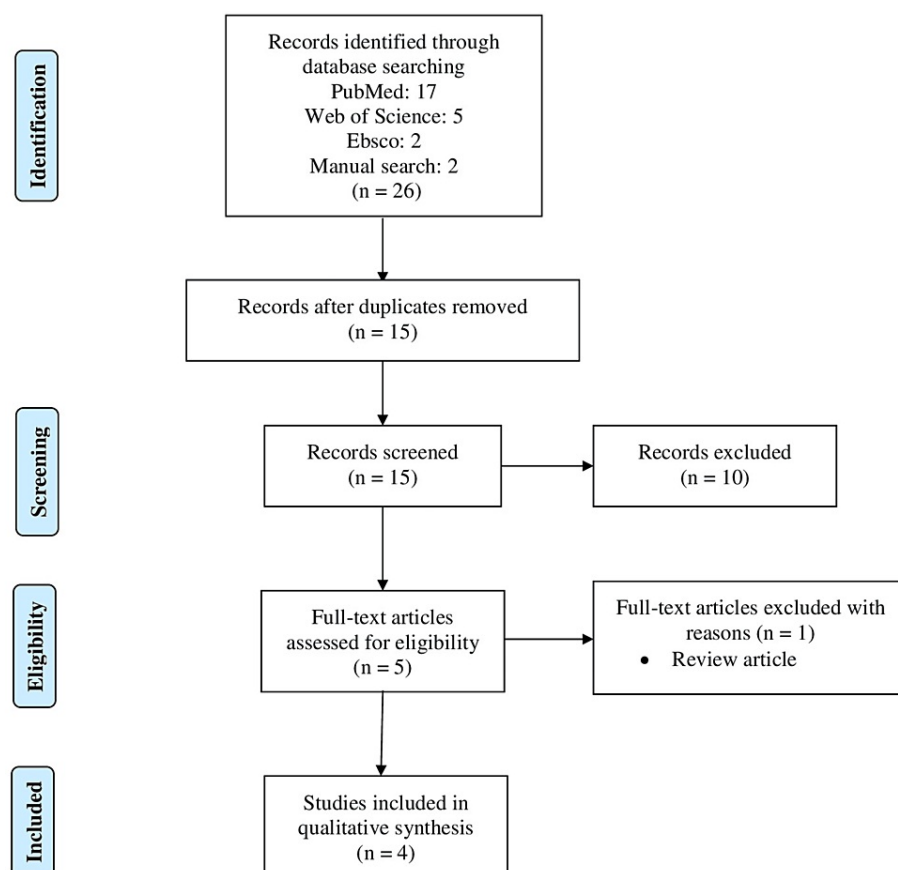 Identification
Records identified through
database searching
PubMed: 17
Web of Science: 5
Ebsco: 2
Manual search: 2
(n = 26)
Records after duplicates removed
(n = 15)
Screening
Records screened
(n = 15)
Records excluded
(n = 10)
Eligibility
Full-text articles
assessed for eligibility
(n = 5)
Full-text articles excluded with
reasons (n = 1)
• Review article
Included
Studies included in
qualitative synthesis
(n = 4)